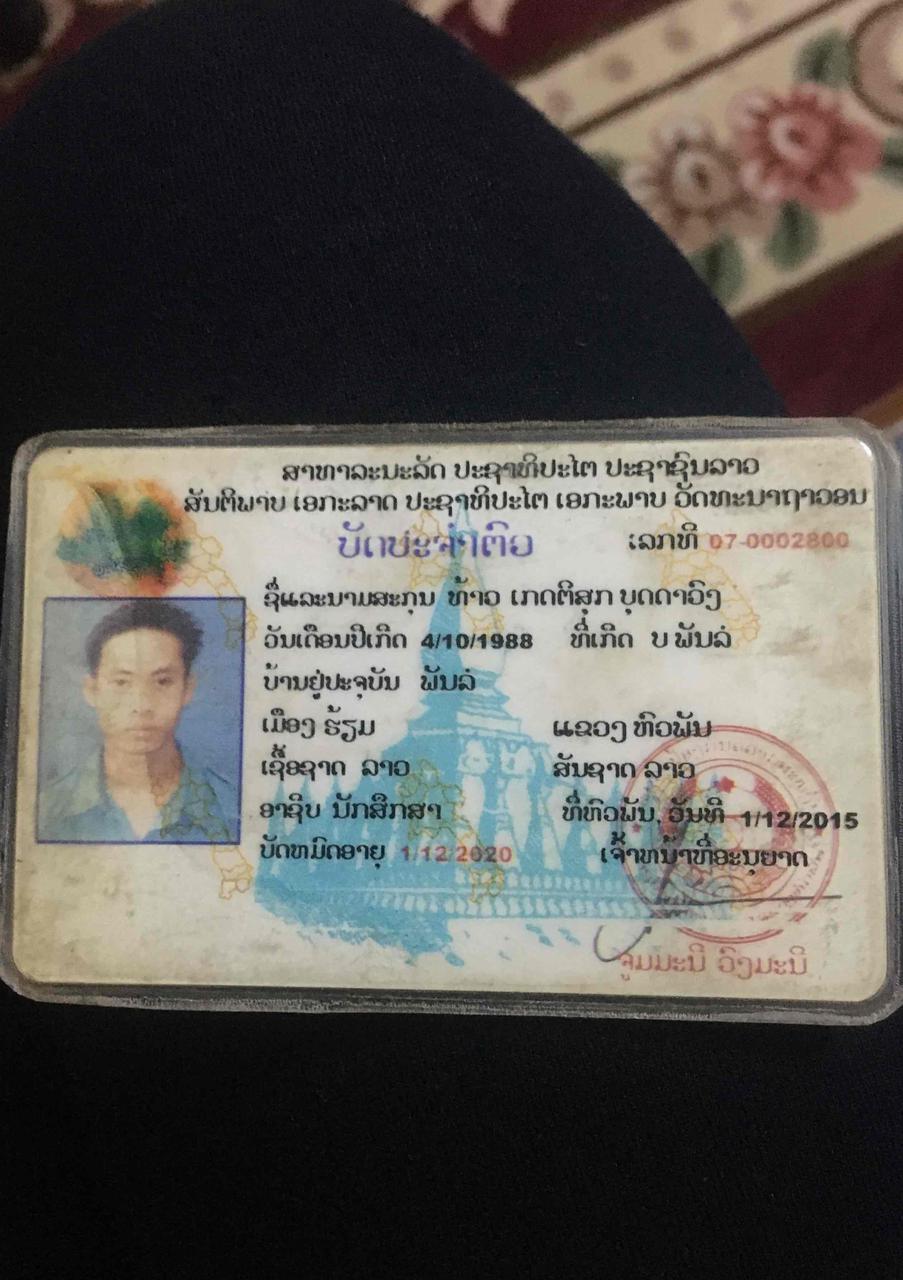 ສາທາລະນະລັດ ປະຊາທິປະໄຕ ປະຊາຊົນລາວ
ສັນຕິພາບ ເອກະລາດ ປະຊາທິປະໄຕ ເອກະພາບ ວັດທະນາຖາວອນ
ບັດປະຈຳຕົວ
ເລກທີ 07-0002800
ຊື່ແລະນາມສະກຸນ ທ້າວ ເກດຕິສຸກ ບຸດດາວົງ
ວັນເດືອນປີເກີດ 4/10/1988 ທີ່ເກີດ ບ ພັນລໍ
ບ້ານຢູ່ປະຈຸບັນ ພັນລໍ
ເມືອງ ຮ້ຽມ ແຂວງ ຫົວພັນ
ເຊື້ອຊາດ ລາວ ສັນຊາດ ລາວ
ອາຊີບ ນັກສຶກສາ ທີ່ຫົວພັນ, ວັນທີ 1/12/2015
ບັດຫມົດອາຍຸ 1/12/2020 ເຈົ້າຫນ້າທີ່ອະນຸຍາດ
ຈູມມະນີ ວົງມະນີ